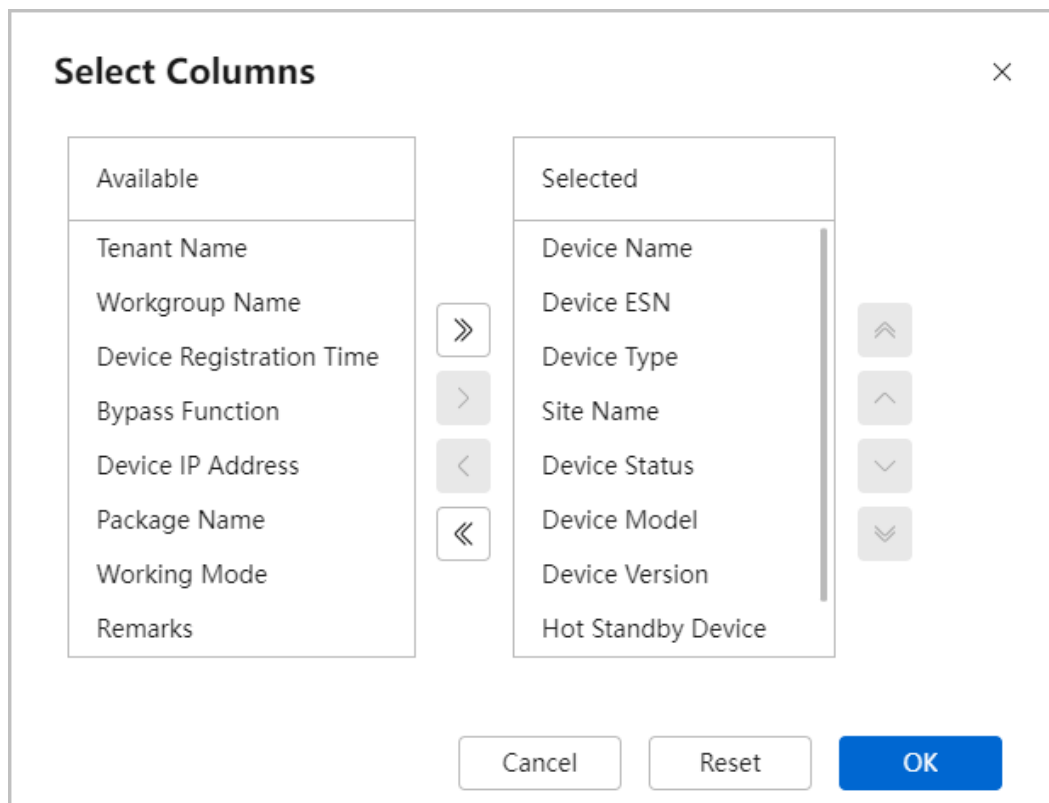 Select Columns
Available
Tenant Name
Workgroup Name
Device Registration Time
Bypass Function
Device IP Address
Package Name
Working Mode
Remarks
Selected
Device Name
Device ESN
Device Type
Site Name
Device Status
Device Model
Device Version
Hot Standby Device
Cancel
Reset
OK